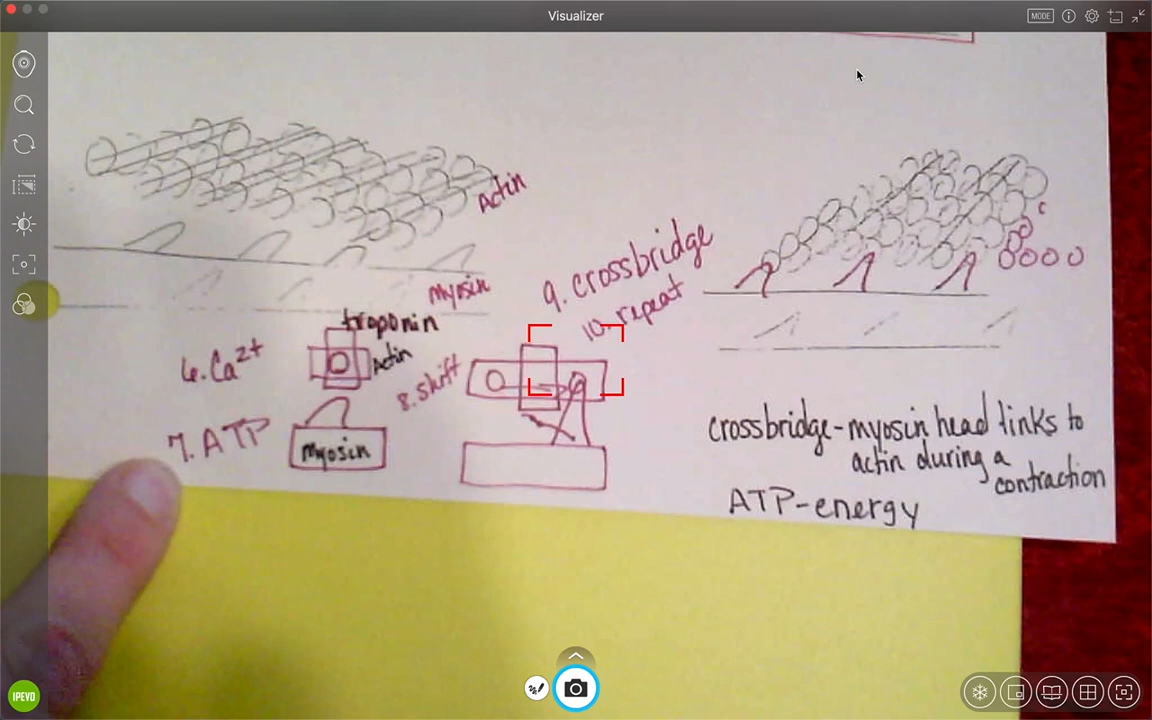 Visualizer
MODE
Actin
myosin
troponin
Actin
6. Ca2+
7. ATP
myosin
8. shift
9. crossbridge
10. repeat
crossbridge-myosin head links to
actin during a
contraction
ATP-energy
IPEVO